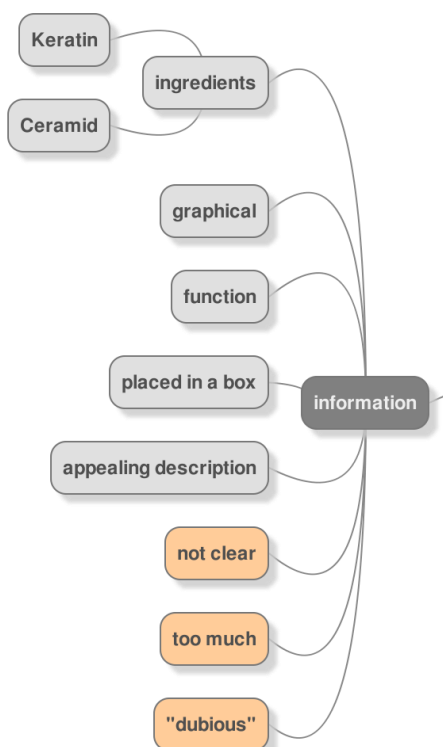 Keratin
ingredients
Ceramid
graphical
function
placed in a box
information
appealing description
not clear
too much
"dubious"